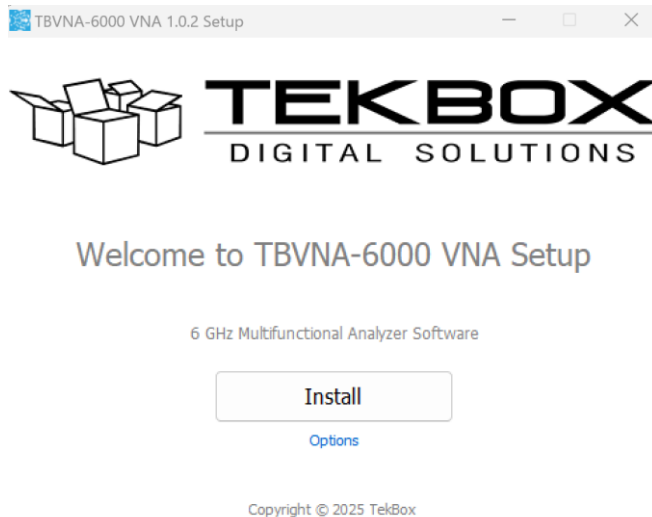 TBVNA-6000 VNA 1.0.2 Setup
TEKBOX
DIGITAL SOLUTIONS
Welcome to TBVNA-6000 VNA Setup
6 GHz Multifunctional Analyzer Software
Install
Options
Copyright © 2025 TekBox